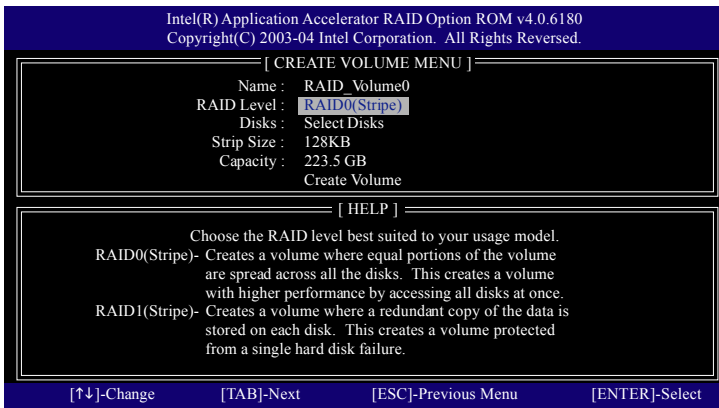 Intel(R) Application Accelerator RAID Option ROM v4.0.6180
Copyright(C) 2003-04 Intel Corporation. All Rights Reversed.
[ CREATE VOLUME MENU ]
Name : RAID_Volume0
RAID Level : RAID0(Stripe)
Disks : Select Disks
Strip Size : 128KB
Capacity : 223.5 GB
Create Volume
[ HELP ]
Choose the RAID level best suited to your usage model.
RAID0(Stripe)- Creates a volume where equal portions of the volume
are spread across all the disks. This creates a volume
with higher performance by accessing all disks at once.
RAID1(Stripe)- Creates a volume where a redundant copy of the data is
stored on each disk. This creates a volume protected
from a single hard disk failure.
[↑↓]-Change [TAB]-Next [ESC]-Previous Menu [ENTER]-Select